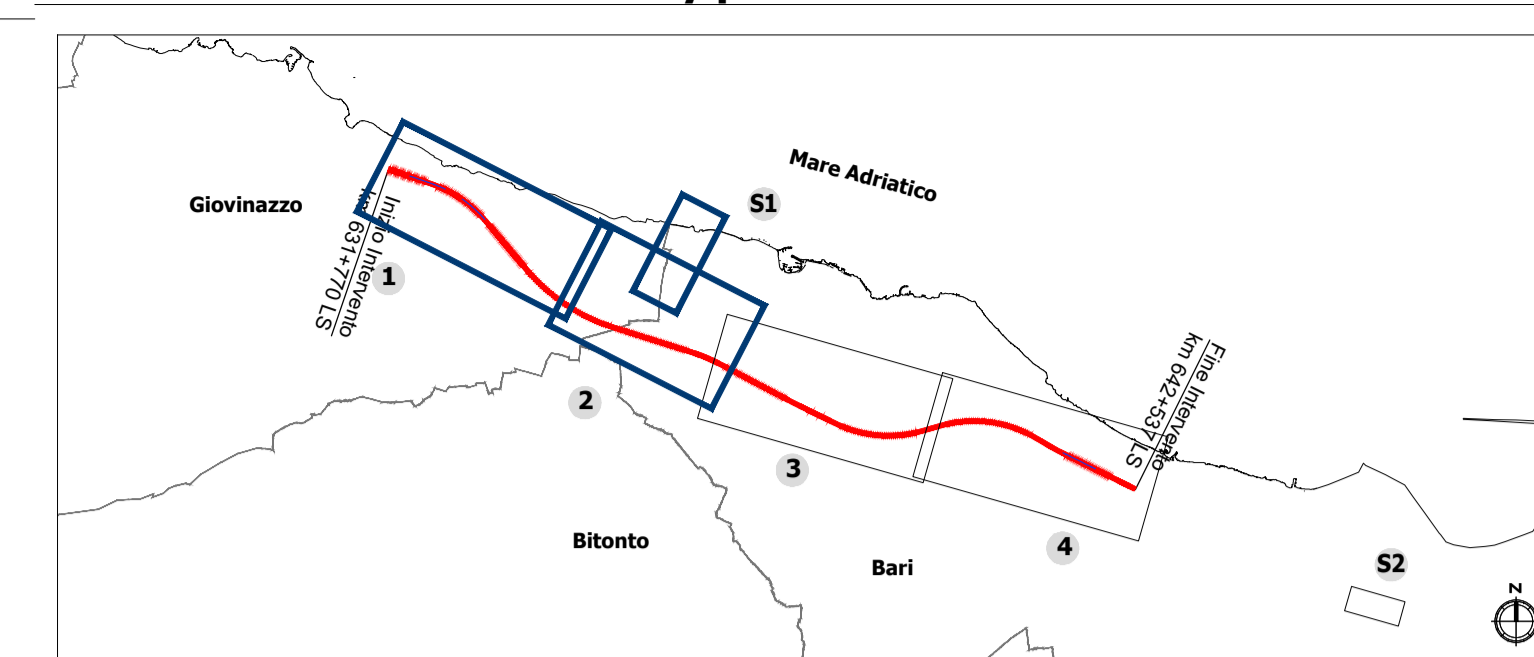 Mare Adriatico
S1
Giovinazzo
Inizio Intervento
km 631+770 LS
1
Fine Intervento
km 642+537 LS
2
3
Bitonto
4
Bari
S2
N